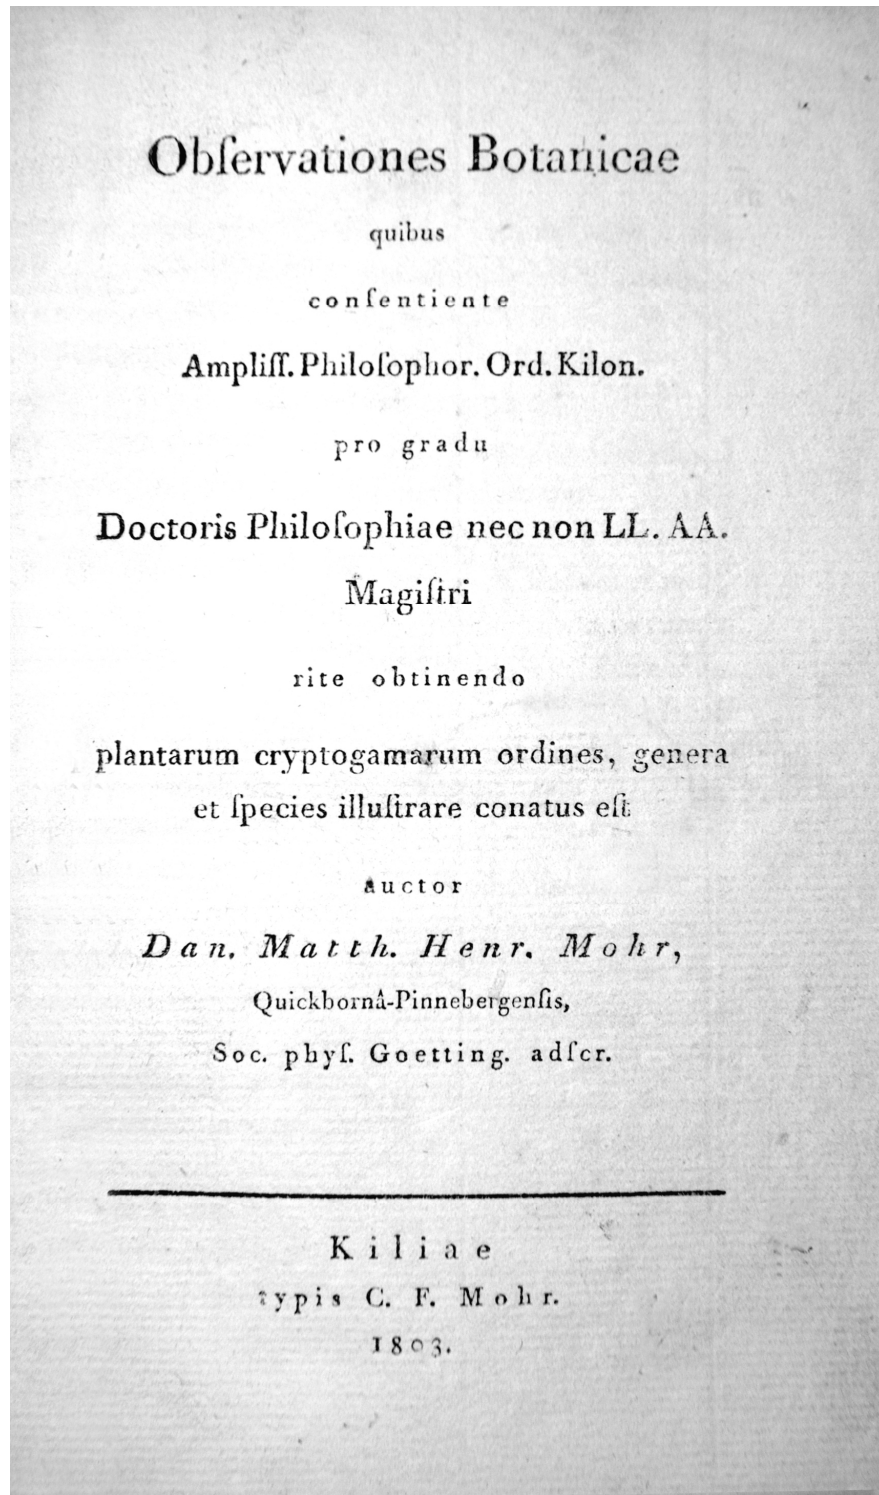 Obſervationes Botanicae
quibus
conſentiente
Ampliſſ. Philoſophor. Ord. Kilon.
pro gradu
Doctoris Philoſophiae nec non LL. AA.
Magiſtri
rite obtinendo
plantarum cryptogamarum ordines, genera
et ſpecies illuſtrare conatus eſt
auctor
Dan. Matth. Henr. Mohr,
Quickbornâ-Pinnebergenſis,
Soc. phyſ. Goetting. adſcr.
Kiliae
typis C. F. Mohr.
1803.